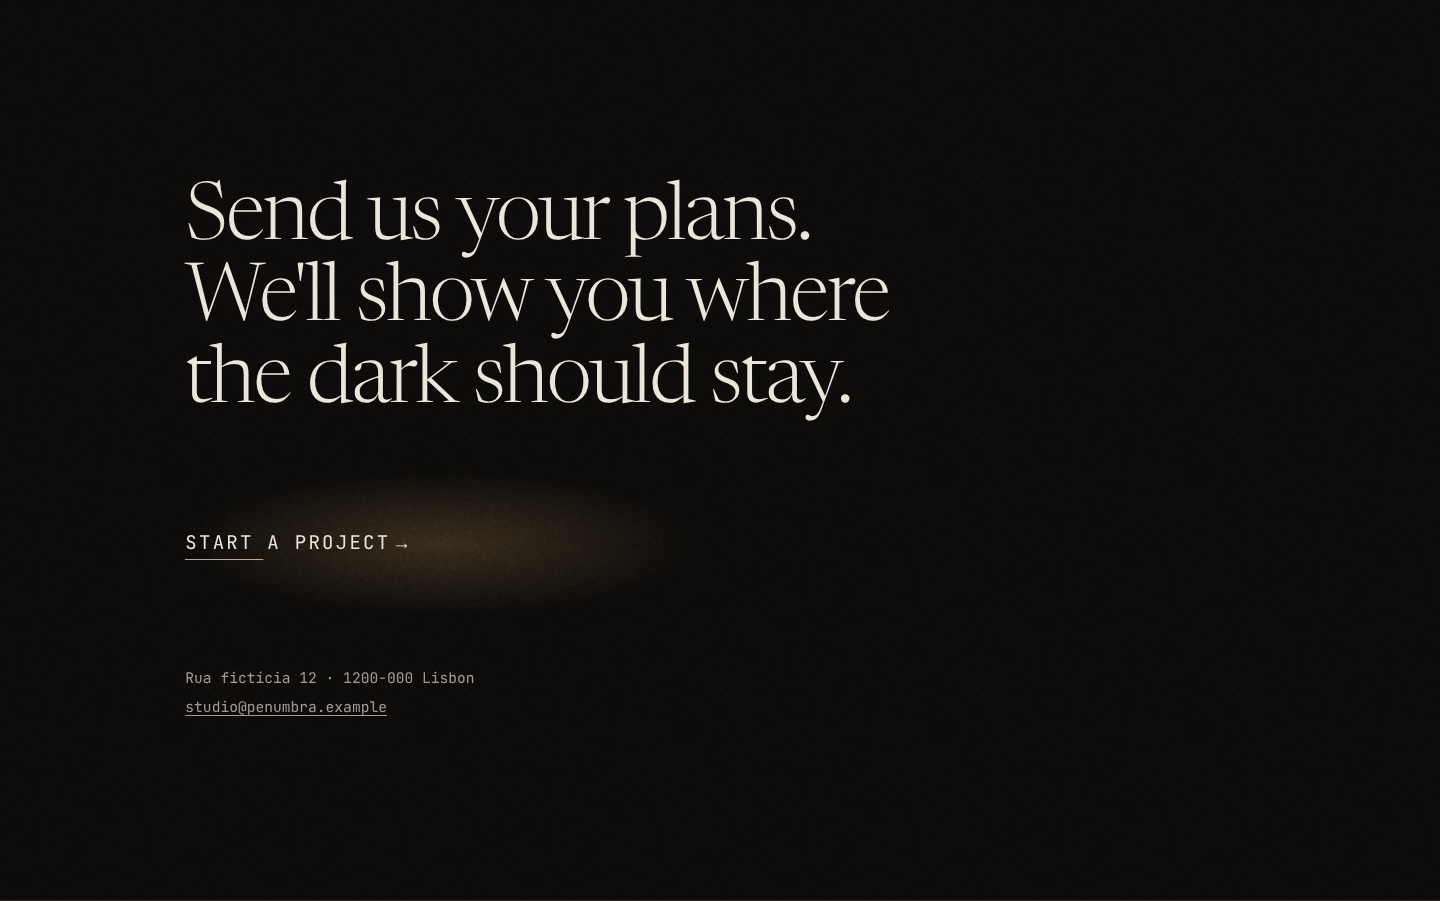 Send us your plans.
We'll show you where
the dark should stay.
START A PROJECT →
Rua fictícia 12 · 1200-000 Lisbon
studio@penumbra.example